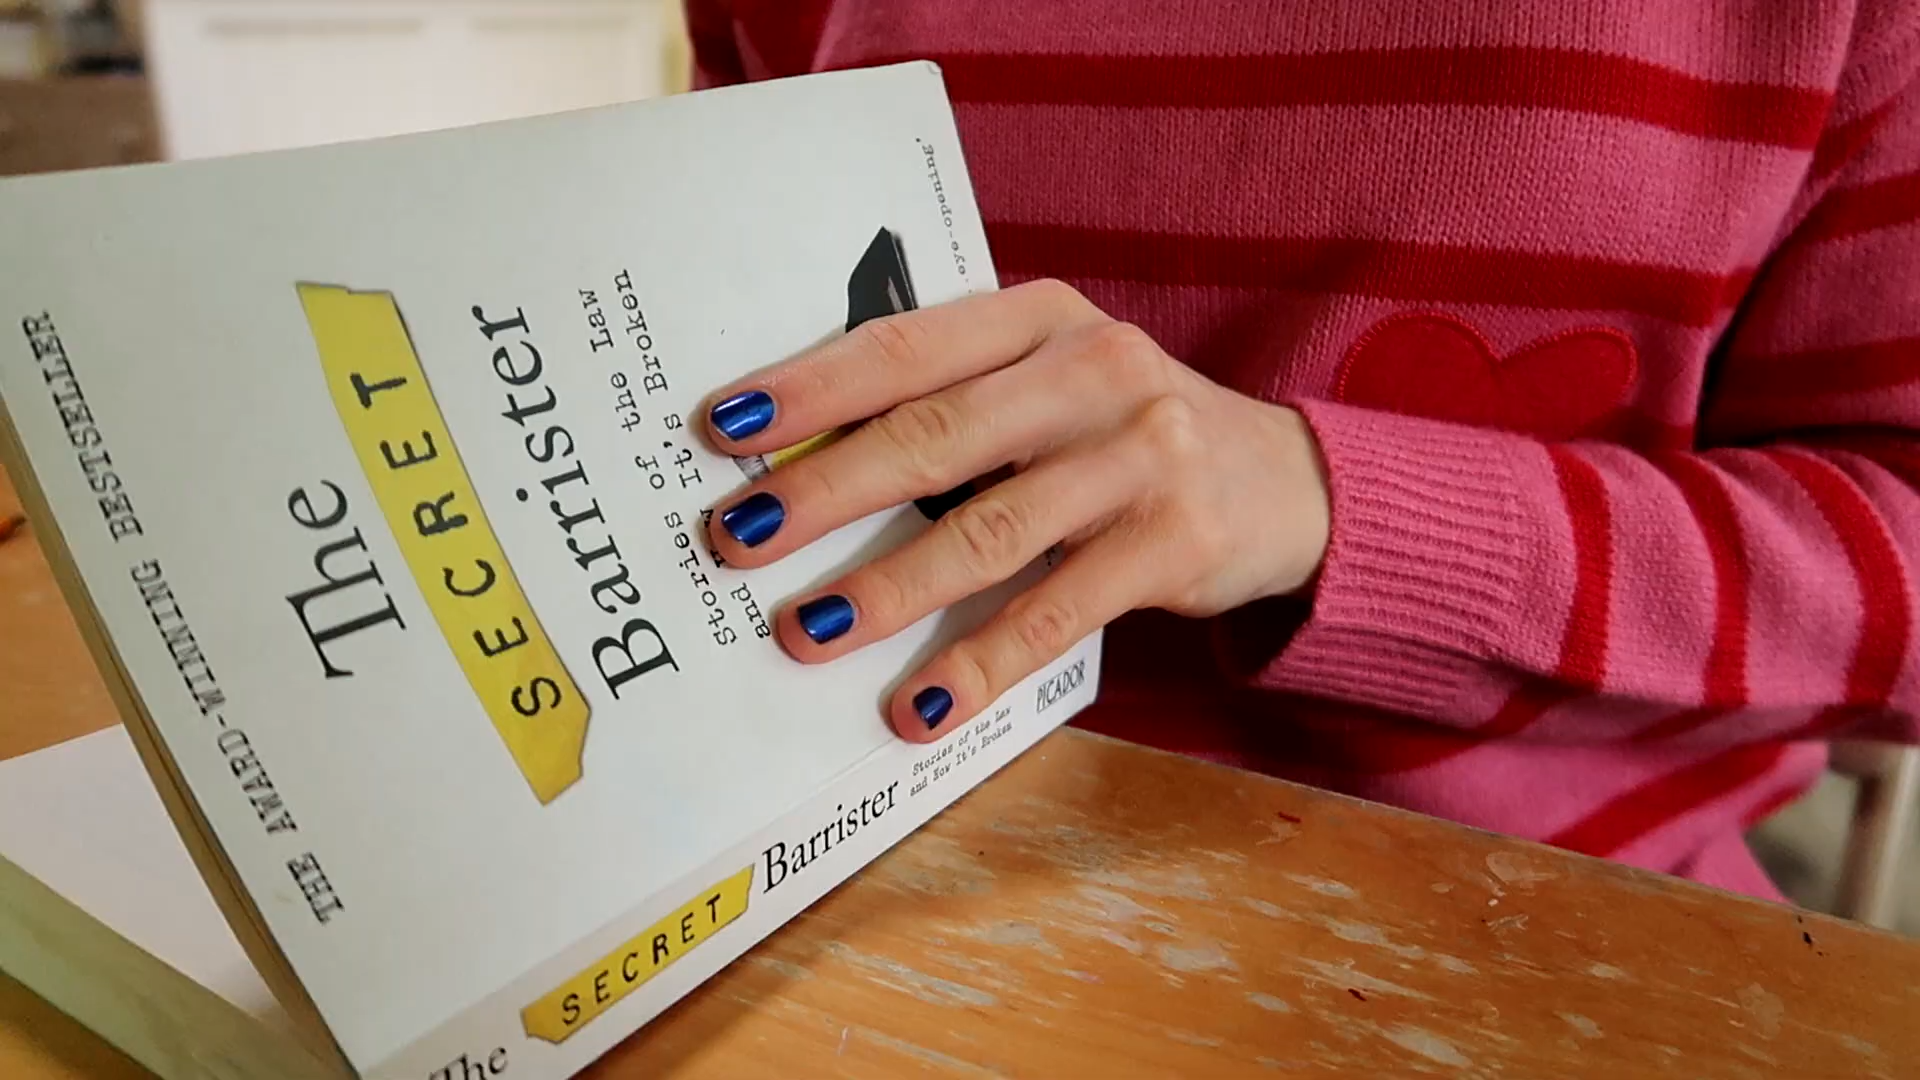 THE AWARD-WINNING BESTSELLER
The
SECRET
Barrister
Stories of the Law
and It's Broken
eye-opening'
The SECRET Barrister
Stories of the Law
and How It's Broken
PICADOR